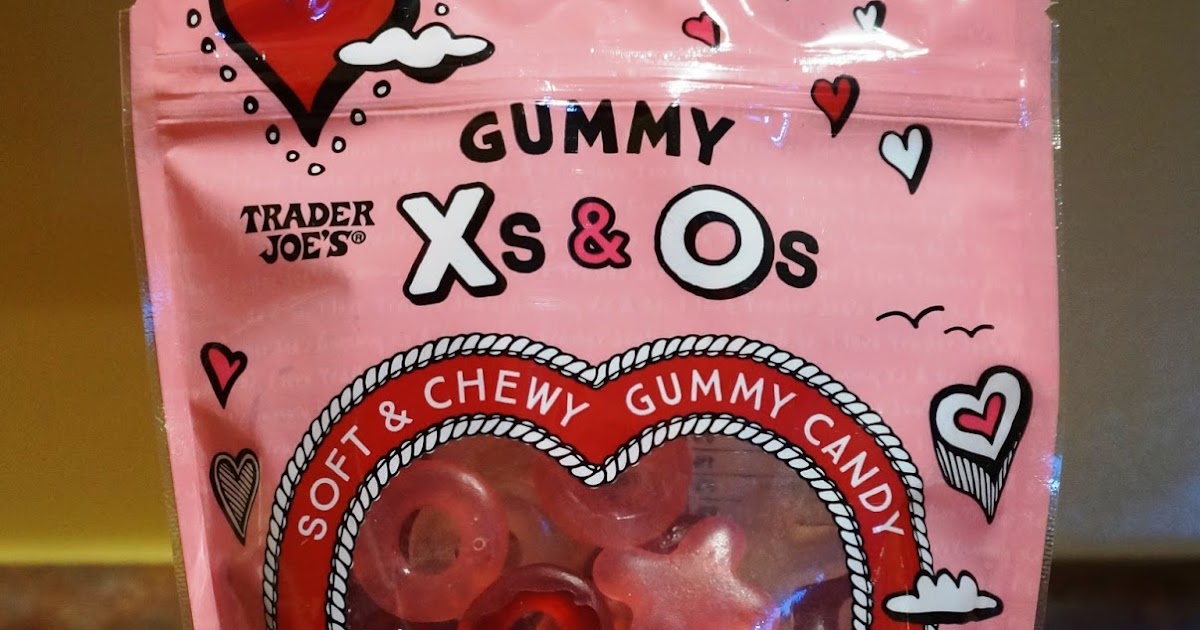 GUMMY
TRADER JOE'S®
Xs & Os
SOFT & CHEWY GUMMY CANDY